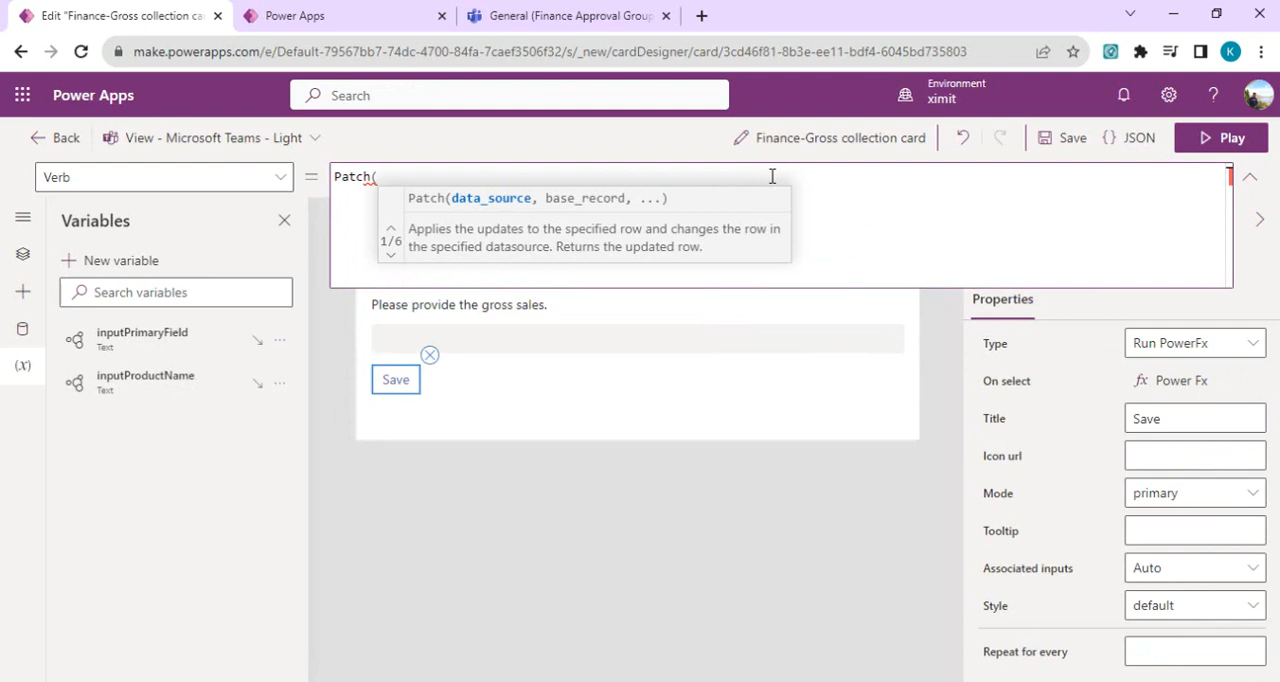 Edit "Finance-Gross collection ca
Power Apps
General (Finance Approval Group
make.powerapps.com/e/Default-79567bb7-74dc-4700-84fa-7caef3506f32/s/_new/cardDesigner/card/3cd46f81-8b3e-ee11-bdf4-6045bd735803
K
Power Apps
Search
Environment
ximit
Back
View - Microsoft Teams - Light
Finance-Gross collection card
Save
{ } JSON
Play
Verb
=
Patch(
Patch(data_source, base_record, ...)
1/6
Applies the updates to the specified row and changes the row in
the specified datasource. Returns the updated row.
Variables
New variable
Search variables
inputPrimaryField
Text
inputProductName
Text
(x)
Please provide the gross sales.
Save
Properties
Type
Run PowerFx
On select
fx Power Fx
Title
Save
Icon url
Mode
primary
Tooltip
Associated inputs
Auto
Style
default
Repeat for every